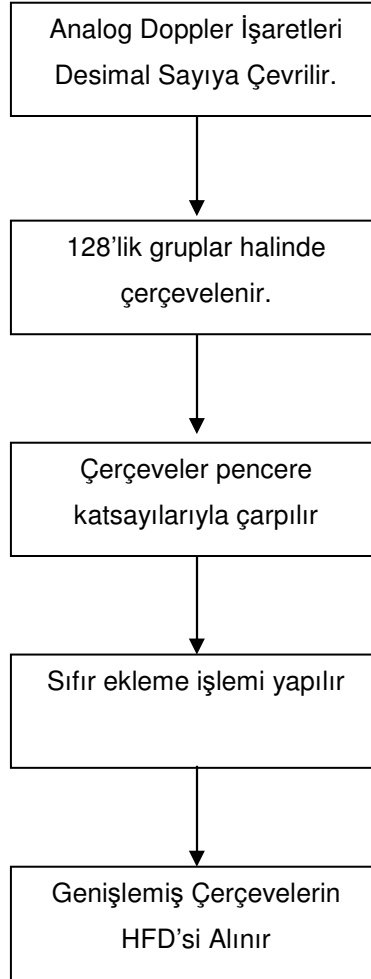 Analog Doppler İşaretleri
Desimal Sayıya Çevrilir.
128’lik gruplar halinde
çerçevelenir.
Çerçeveler pencere
katsayılarıyla çarpılır
Sıfır ekleme işlemi yapılır
Genişlemiş Çerçevelerin
HFD’si Alınır